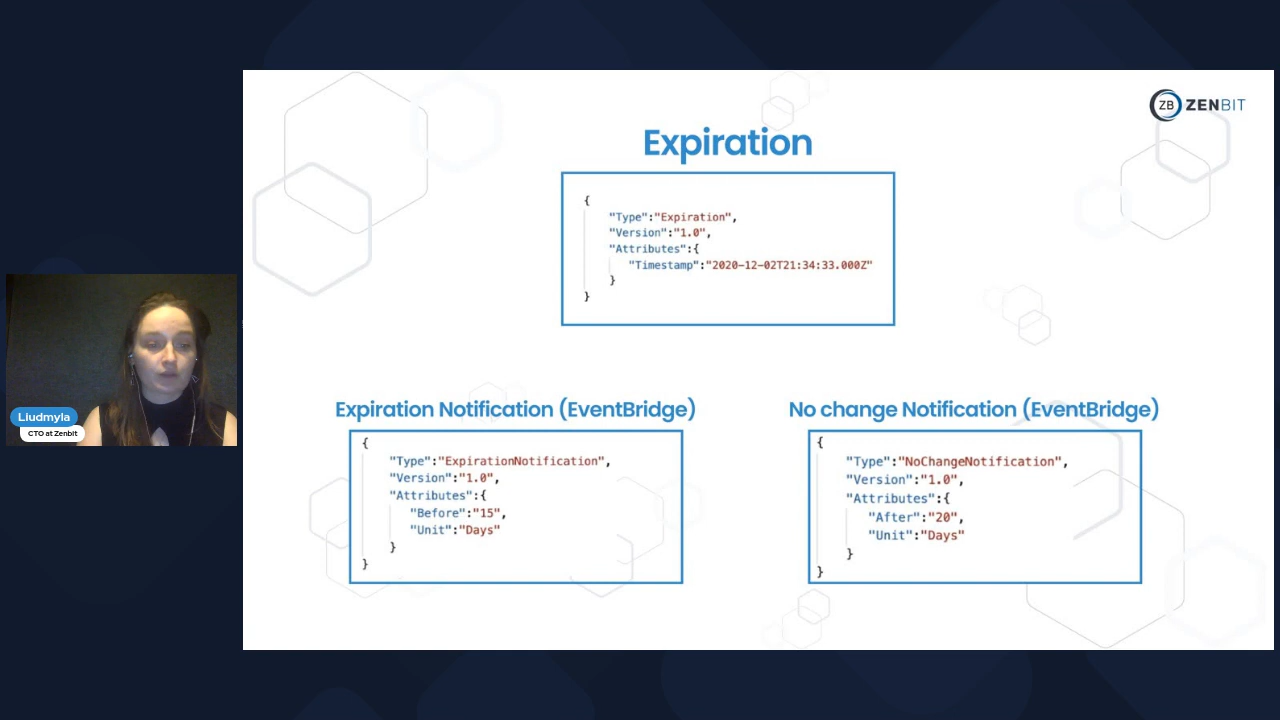 ZB ZENBIT
Expiration
{
"Type":"Expiration",
"Version":"1.0",
"Attributes":{
"Timestamp":"2020-12-02T21:34:33.000Z"
}
}
Expiration Notification (EventBridge)
{
"Type":"ExpirationNotification",
"Version":"1.0",
"Attributes":{
"Before":"15",
"Unit":"Days"
}
}
No change Notification (EventBridge)
{
"Type":"NoChangeNotification",
"Version":"1.0",
"Attributes":{
"After":"20",
"Unit":"Days"
}
}
Liudmyla
CTO at Zenbit